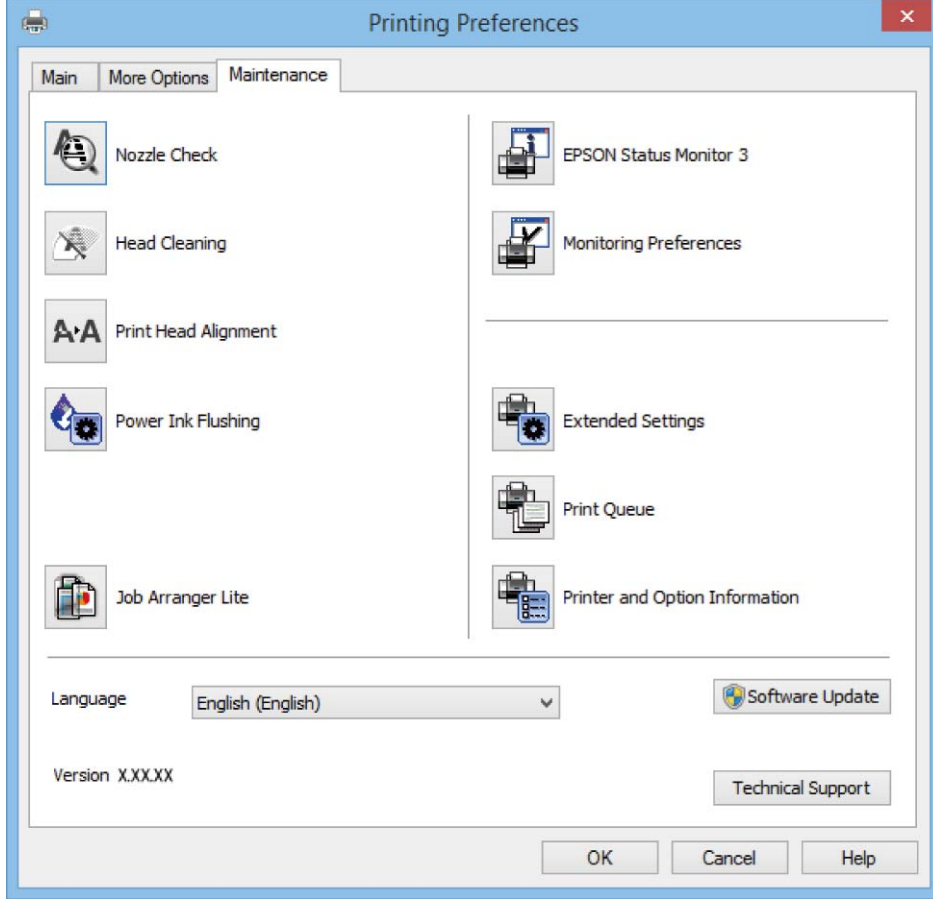 Printing Preferences
Main
More Options
Maintenance
Nozzle Check
Head Cleaning
Print Head Alignment
Power Ink Flushing
Job Arranger Lite
EPSON Status Monitor 3
Monitoring Preferences
Extended Settings
Print Queue
Printer and Option Information
Language
English (English)
Software Update
Version X.XX.XX
Technical Support
OK
Cancel
Help